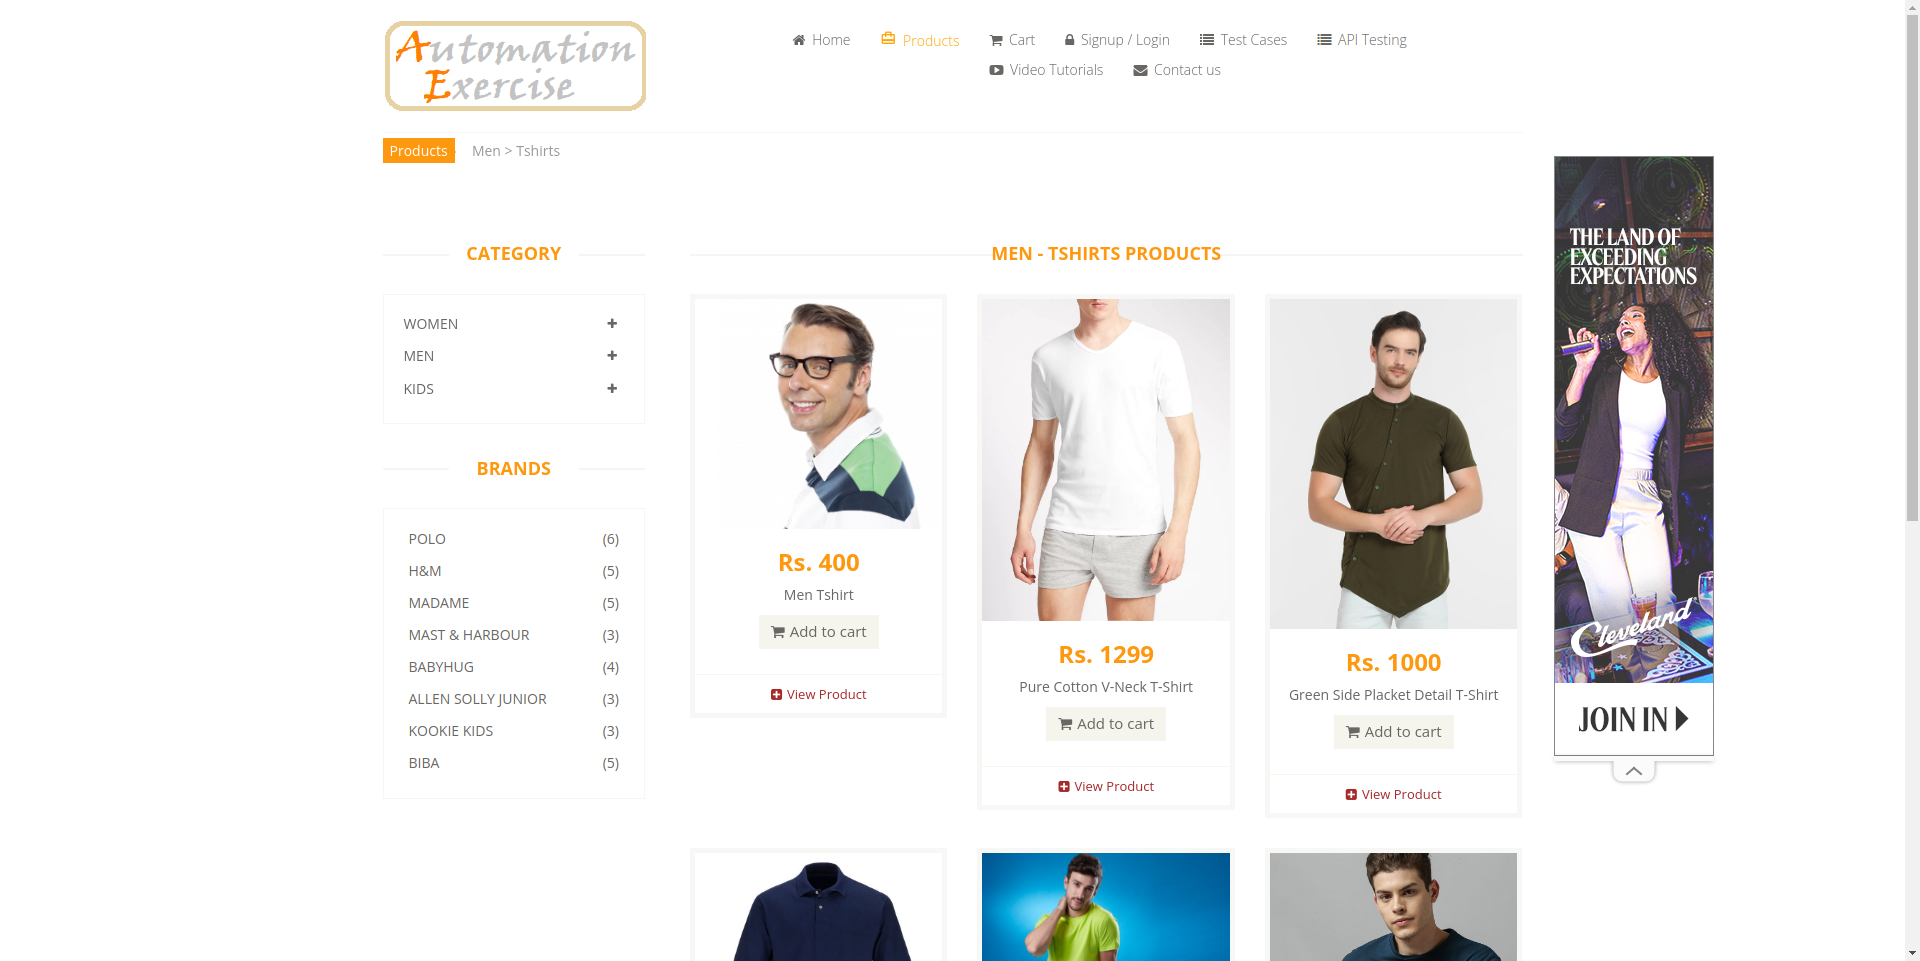 Automation
Exercise
Home
Products
Cart
Signup / Login
Test Cases
API Testing
Video Tutorials
Contact us
Products
Men > Tshirts
CATEGORY
WOMEN
MEN
KIDS
BRANDS
POLO (6)
H&M (5)
MADAME (5)
MAST & HARBOUR (3)
BABYHUG (4)
ALLEN SOLLY JUNIOR (3)
KOOKIE KIDS (3)
BIBA (5)
MEN - TSHIRTS PRODUCTS
Rs. 400
Men Tshirt
Add to cart
View Product
Rs. 1299
Pure Cotton V-Neck T-Shirt
Add to cart
View Product
Rs. 1000
Green Side Placket Detail T-Shirt
Add to cart
View Product
THE LAND OF
EXCEEDING
EXPECTATIONS
Cleveland
JOIN IN